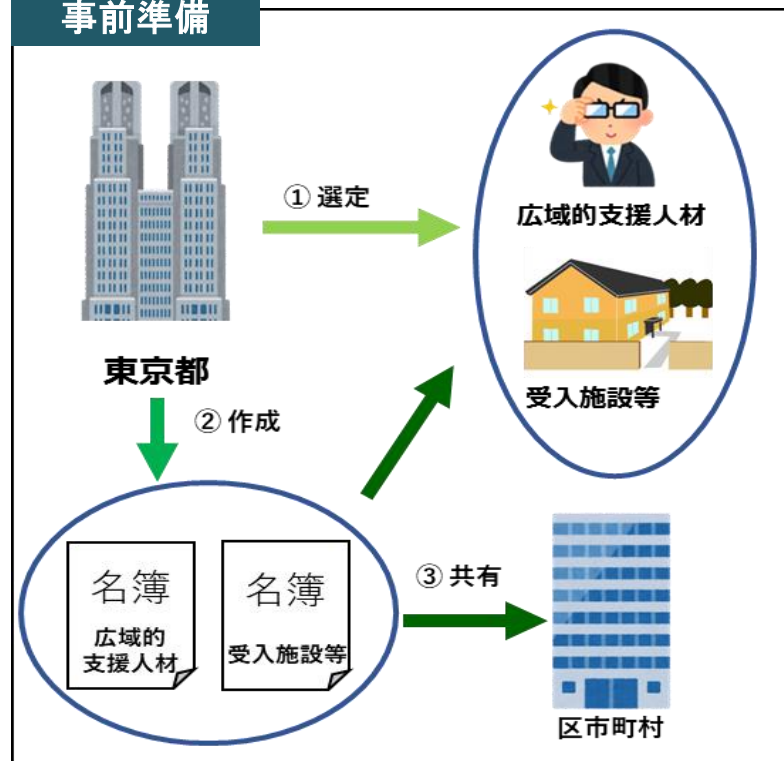 事前準備
① 選定
広域的支援人材
受入施設等
東京都
② 作成
名簿
広域的
支援人材
名簿
受入施設等
③ 共有
区市町村